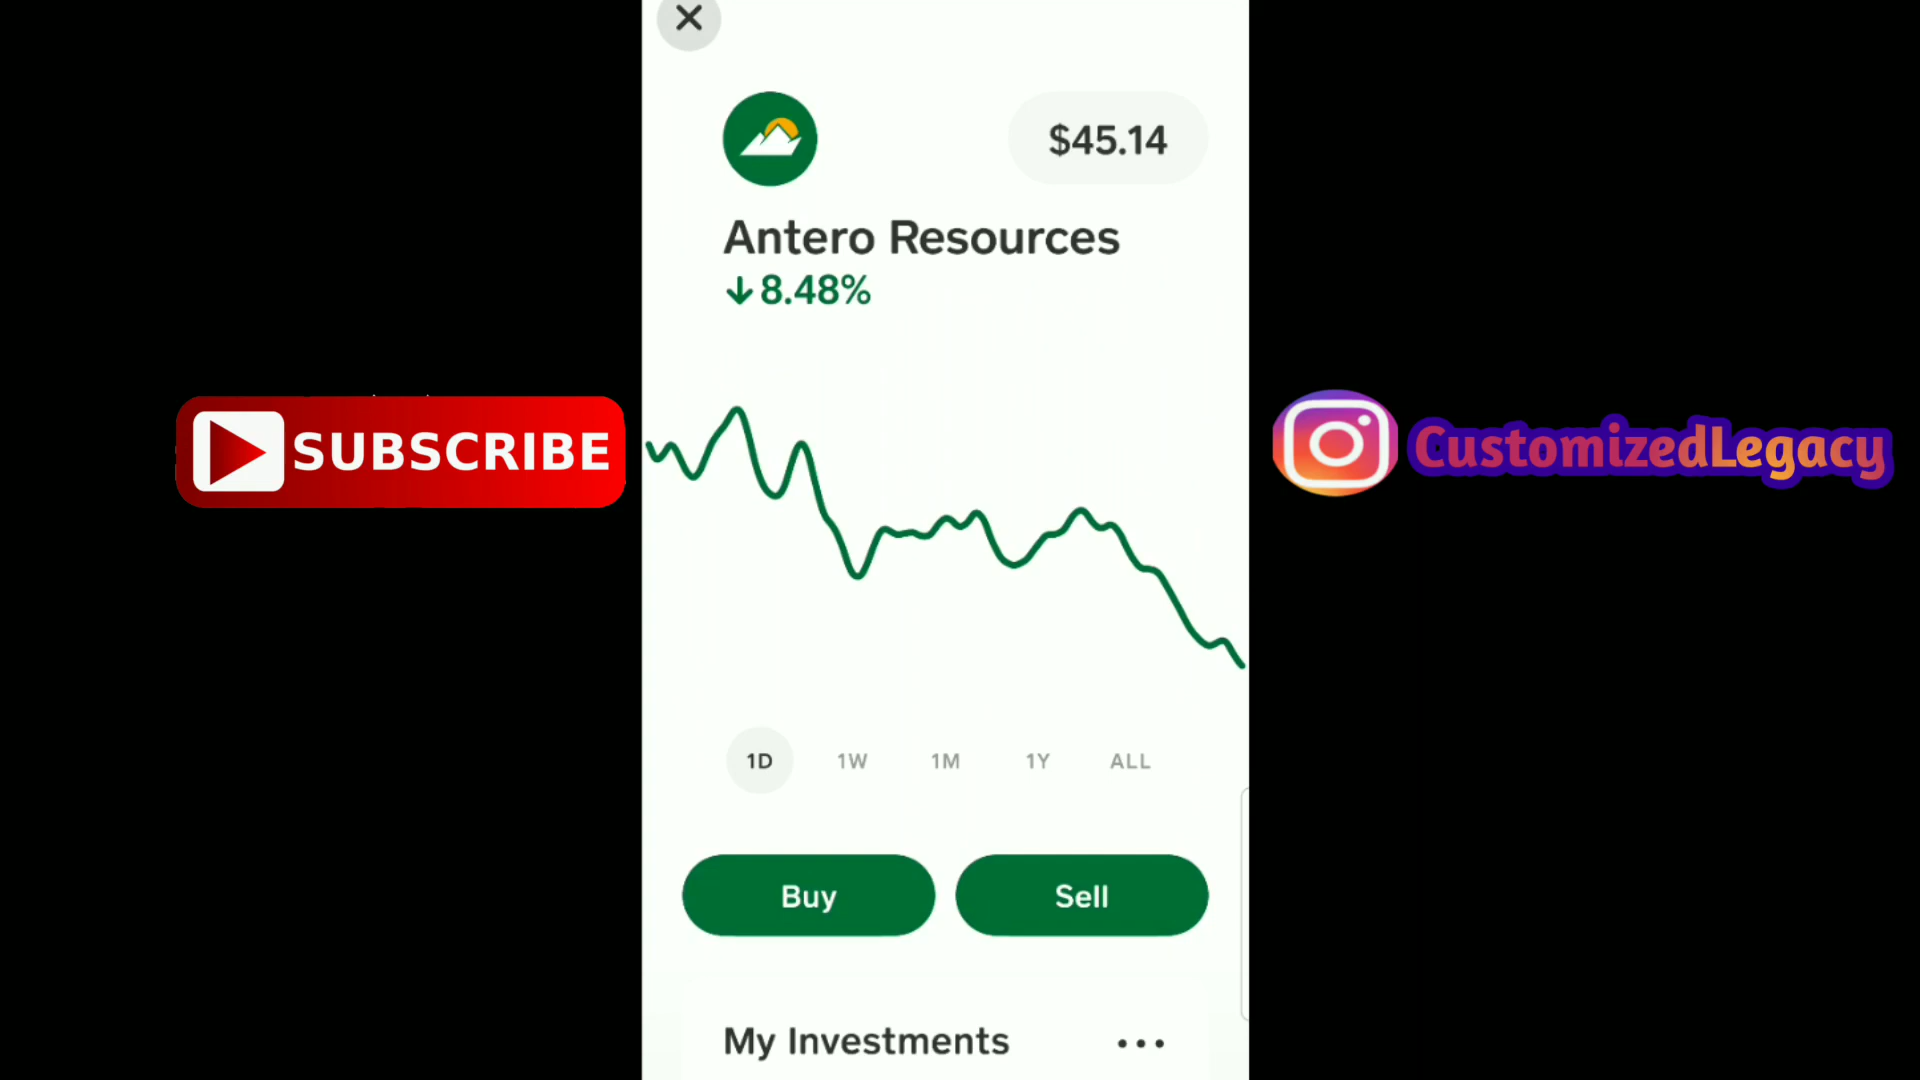 $45.14
Antero Resources
↓8.48%
SUBSCRIBE
CustomizedLegacy
1D 1W 1M 1Y ALL
Buy Sell
My Investments